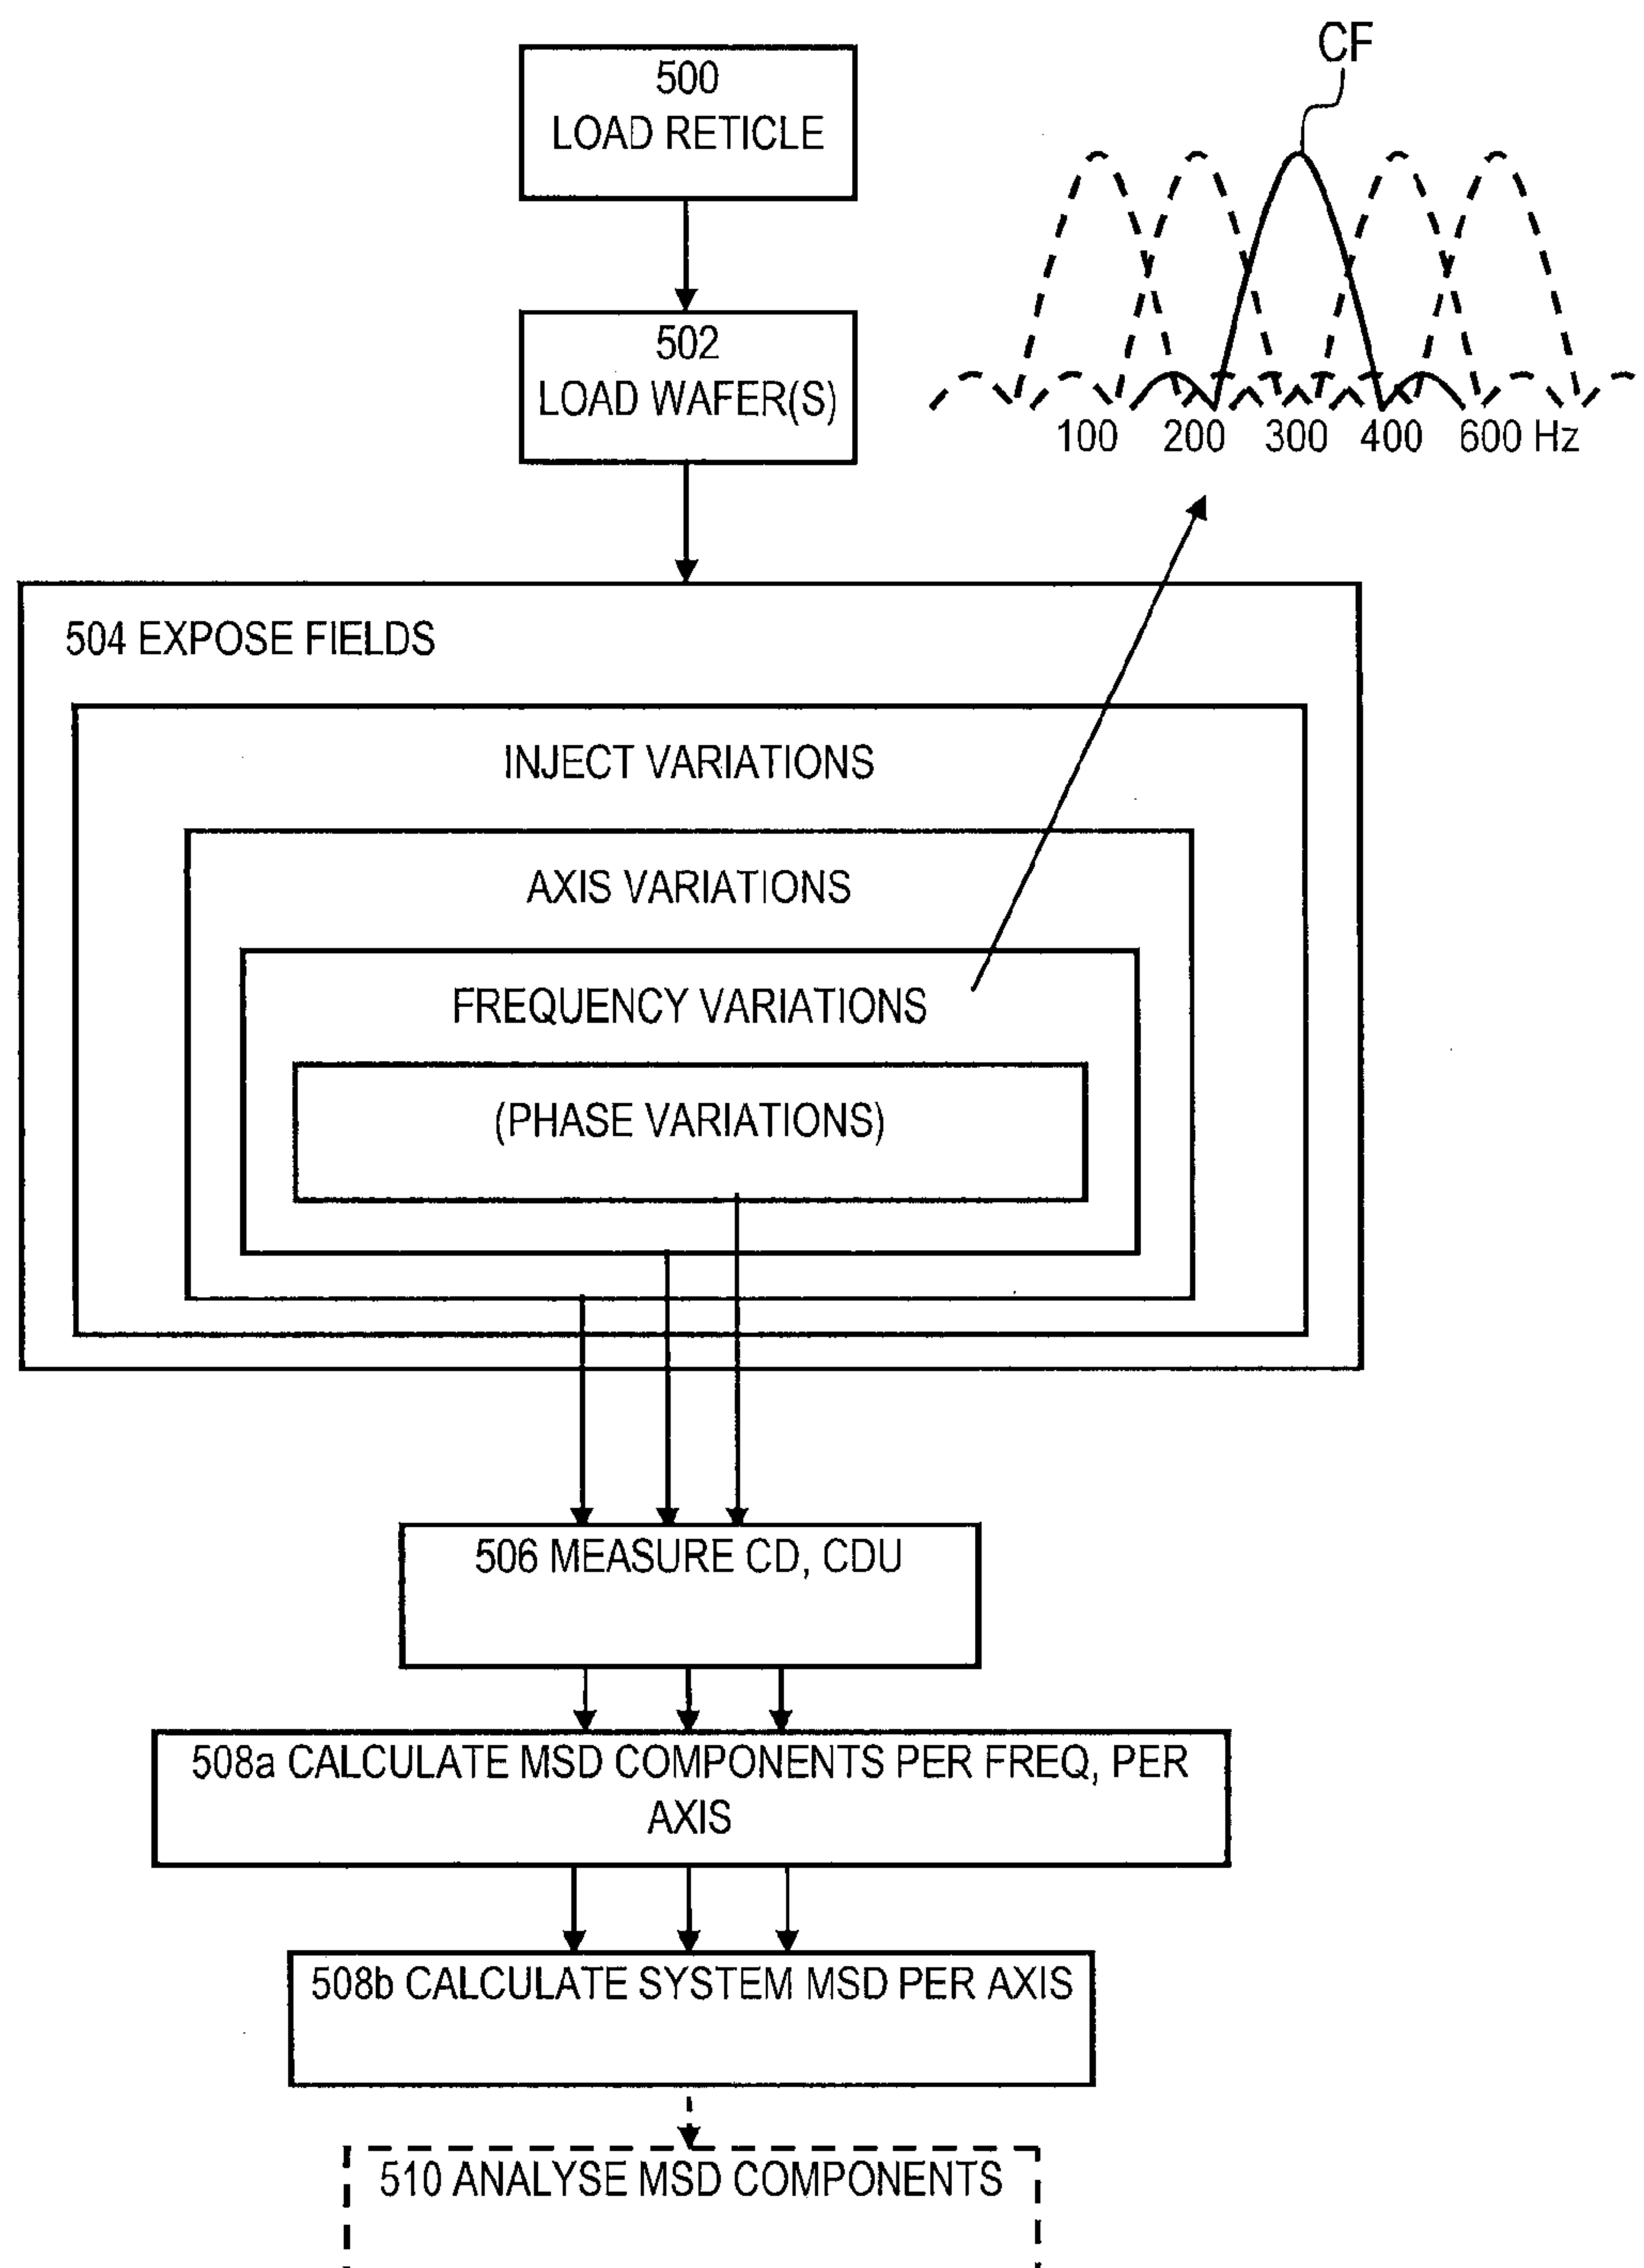 CF
500
LOAD RETICLE
502
LOAD WAFER(S)
100 200 300 400 600 Hz
504 EXPOSE FIELDS
INJECT VARIATIONS
AXIS VARIATIONS
FREQUENCY VARIATIONS
(PHASE VARIATIONS)
506 MEASURE CD, CDU
508a CALCULATE MSD COMPONENTS PER FREQ, PER
AXIS
508b CALCULATE SYSTEM MSD PER AXIS
510 ANALYSE MSD COMPONENTS